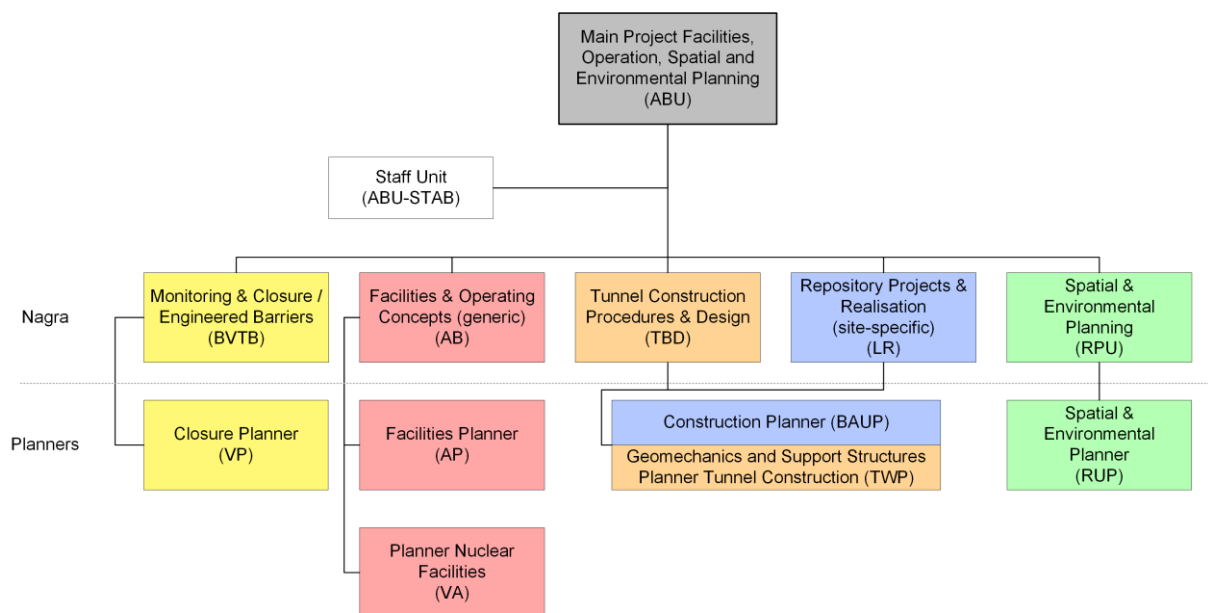 Main Project Facilities,
Operation, Spatial and
Environmental Planning
(ABU)
Staff Unit
(ABU-STAB)
Nagra
Monitoring & Closure /
Engineered Barriers
(BVTB)
Facilities & Operating
Concepts (generic)
(AB)
Tunnel Construction
Procedures & Design
(TBD)
Repository Projects &
Realisation
(site-specific)
(LR)
Spatial &
Environmental
Planning
(RPU)
Planners
Closure Planner
(VP)
Facilities Planner
(AP)
Construction Planner (BAUP)
Geomechanics and Support Structures
Planner Tunnel Construction (TWP)
Spatial &
Environmental
Planner
(RUP)
Planner Nuclear
Facilities
(VA)